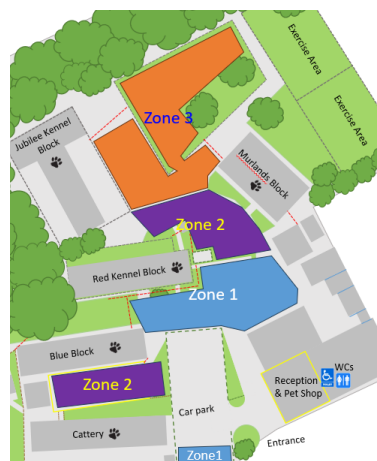 Exercise Area
Exercise Area
Zone 3
Jubilee Kennel
Block
Murlands Block
Zone 2
Red Kennel Block
Zone 1
Blue Block
Zone 2
WCs
Reception
& Pet Shop
Car park
Cattery
Entrance
Zone1